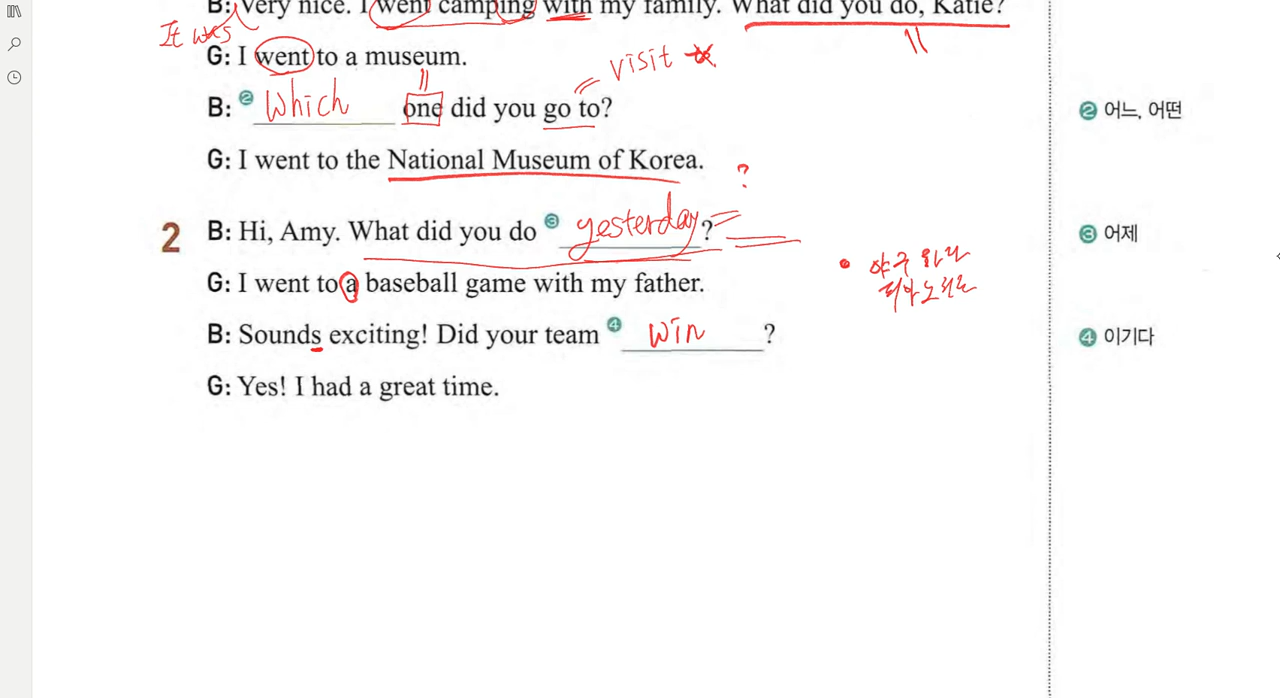 B: Very nice. I went camping with my family. What did you do, Katie?
It was
G: I went to a museum.
visit
B: ② Which one did you go to?
② 어느, 어떤
G: I went to the National Museum of Korea.
?
2 B: Hi, Amy. What did you do ③ yesterday?
③ 어제
G: I went to a baseball game with my father.
B: Sounds exciting! Did your team ④ win ?
④ 이기다
G: Yes! I had a great time.